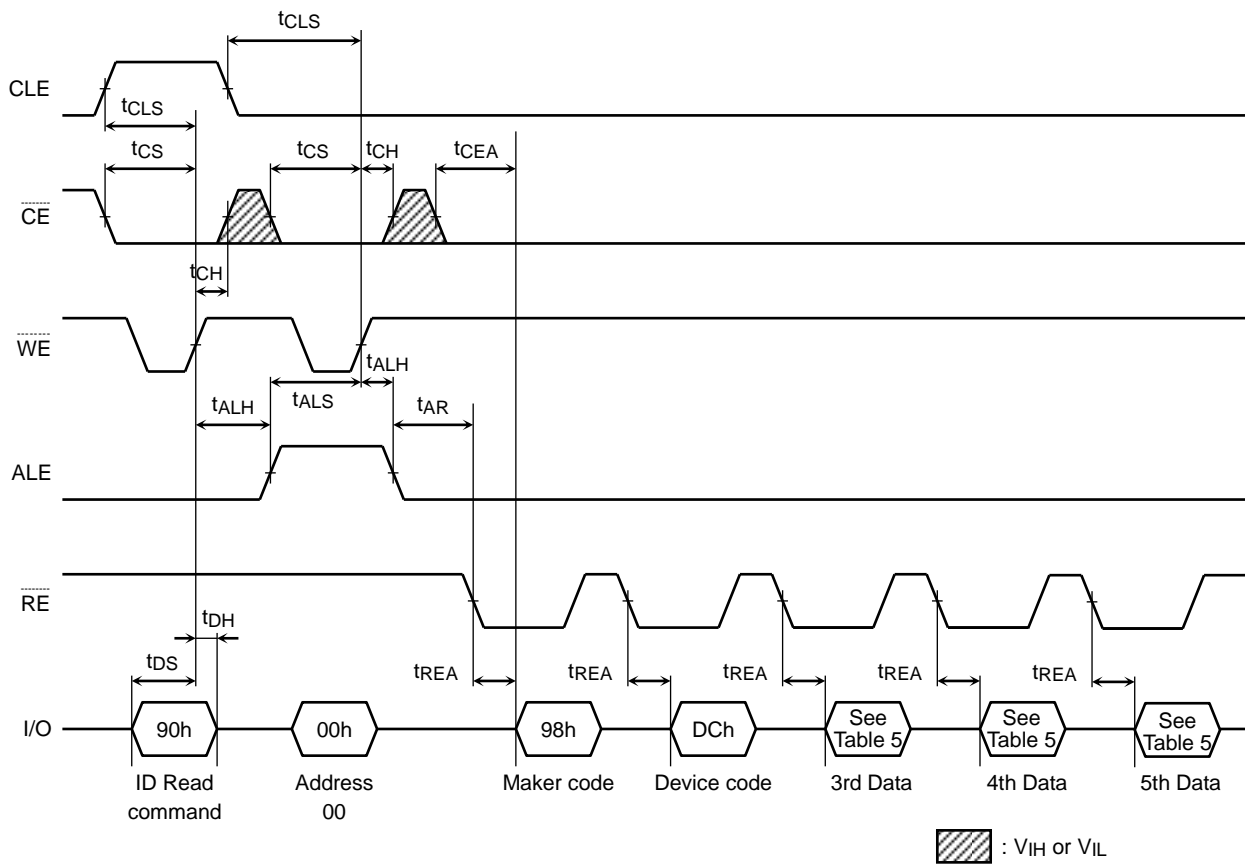 tCLS
CLE
tCLS
tCS
tCS
tCH
tCEA
CE
tCH
WE
tALH
tALH
tALS
tAR
ALE
RE
tDH
tDS
tREA
tREA
tREA
tREA
tREA
I/O
90h
00h
98h
DCh
See
Table 5
See
Table 5
See
Table 5
ID Read
command
Address
00
Maker code
Device code
3rd Data
4th Data
5th Data
: VIH or VIL